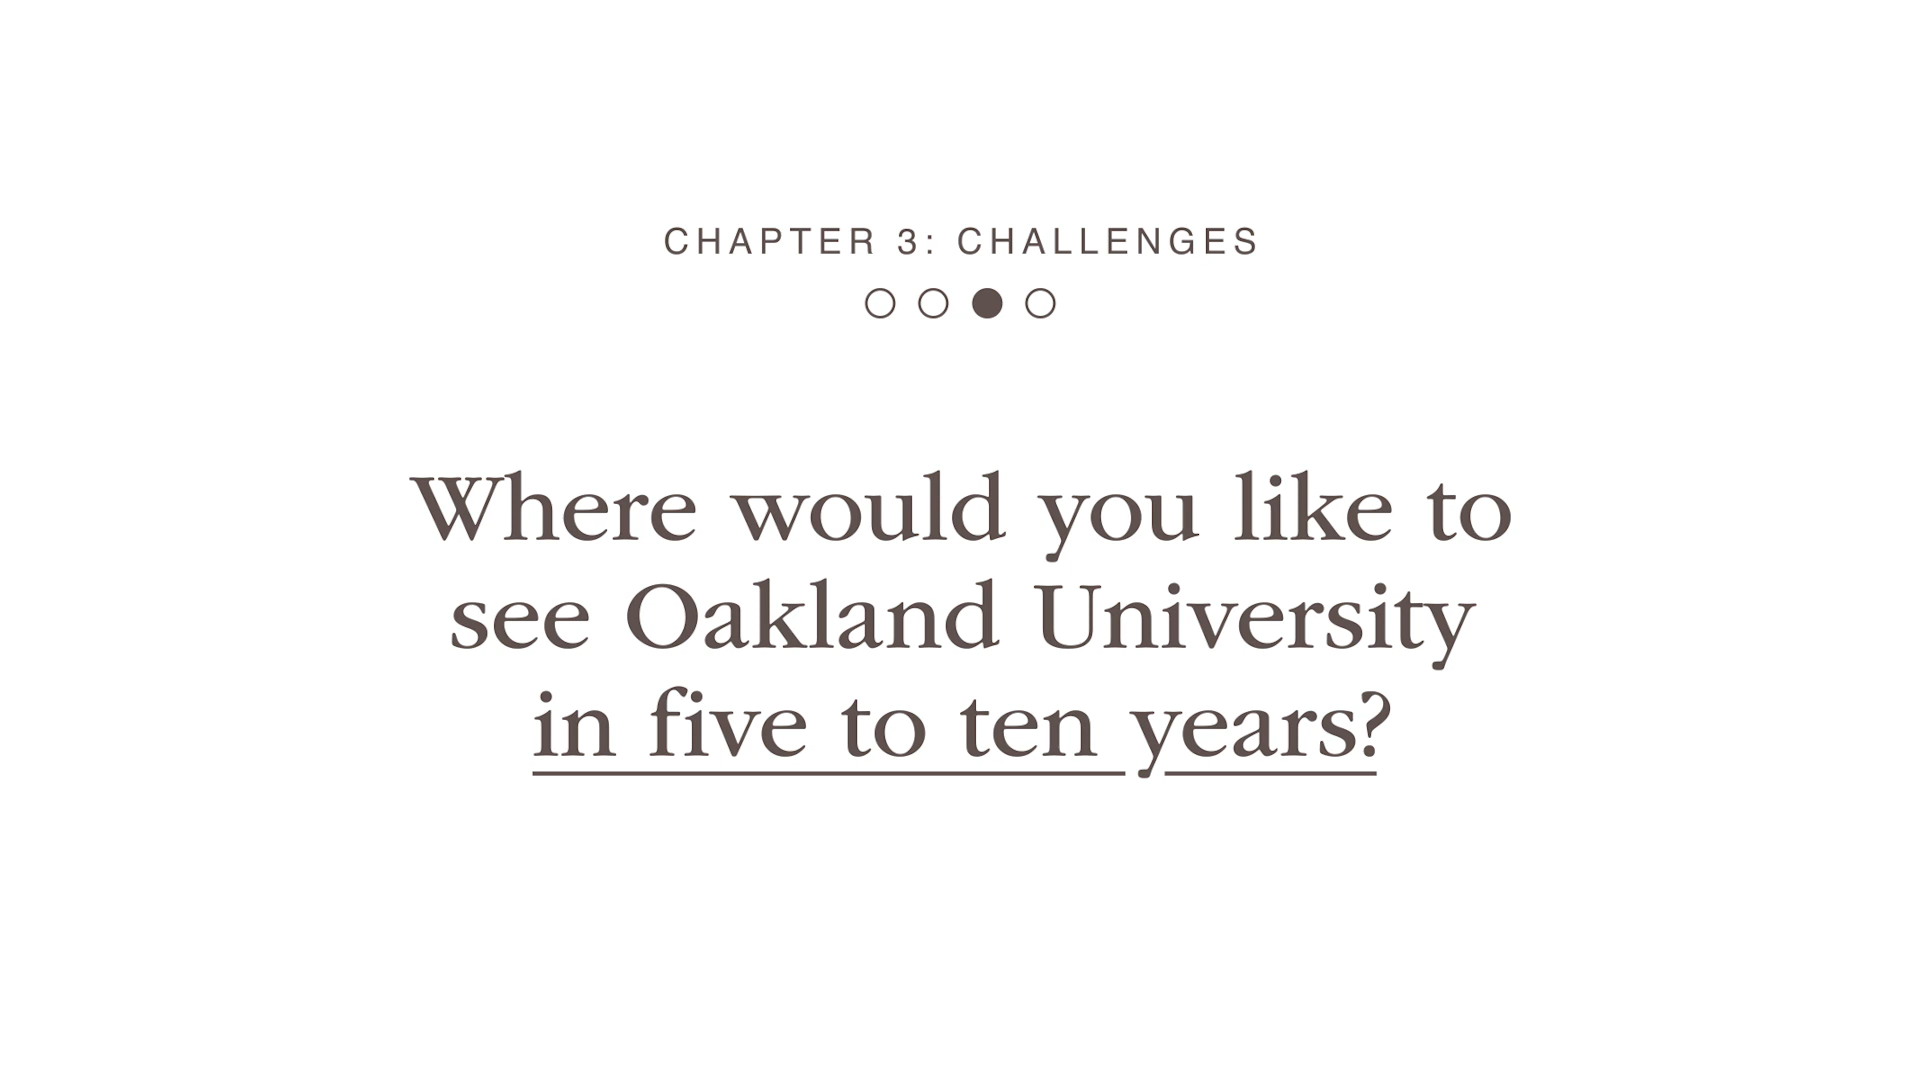 CHAPTER 3: CHALLENGES
Where would you like to
see Oakland University
in five to ten years?